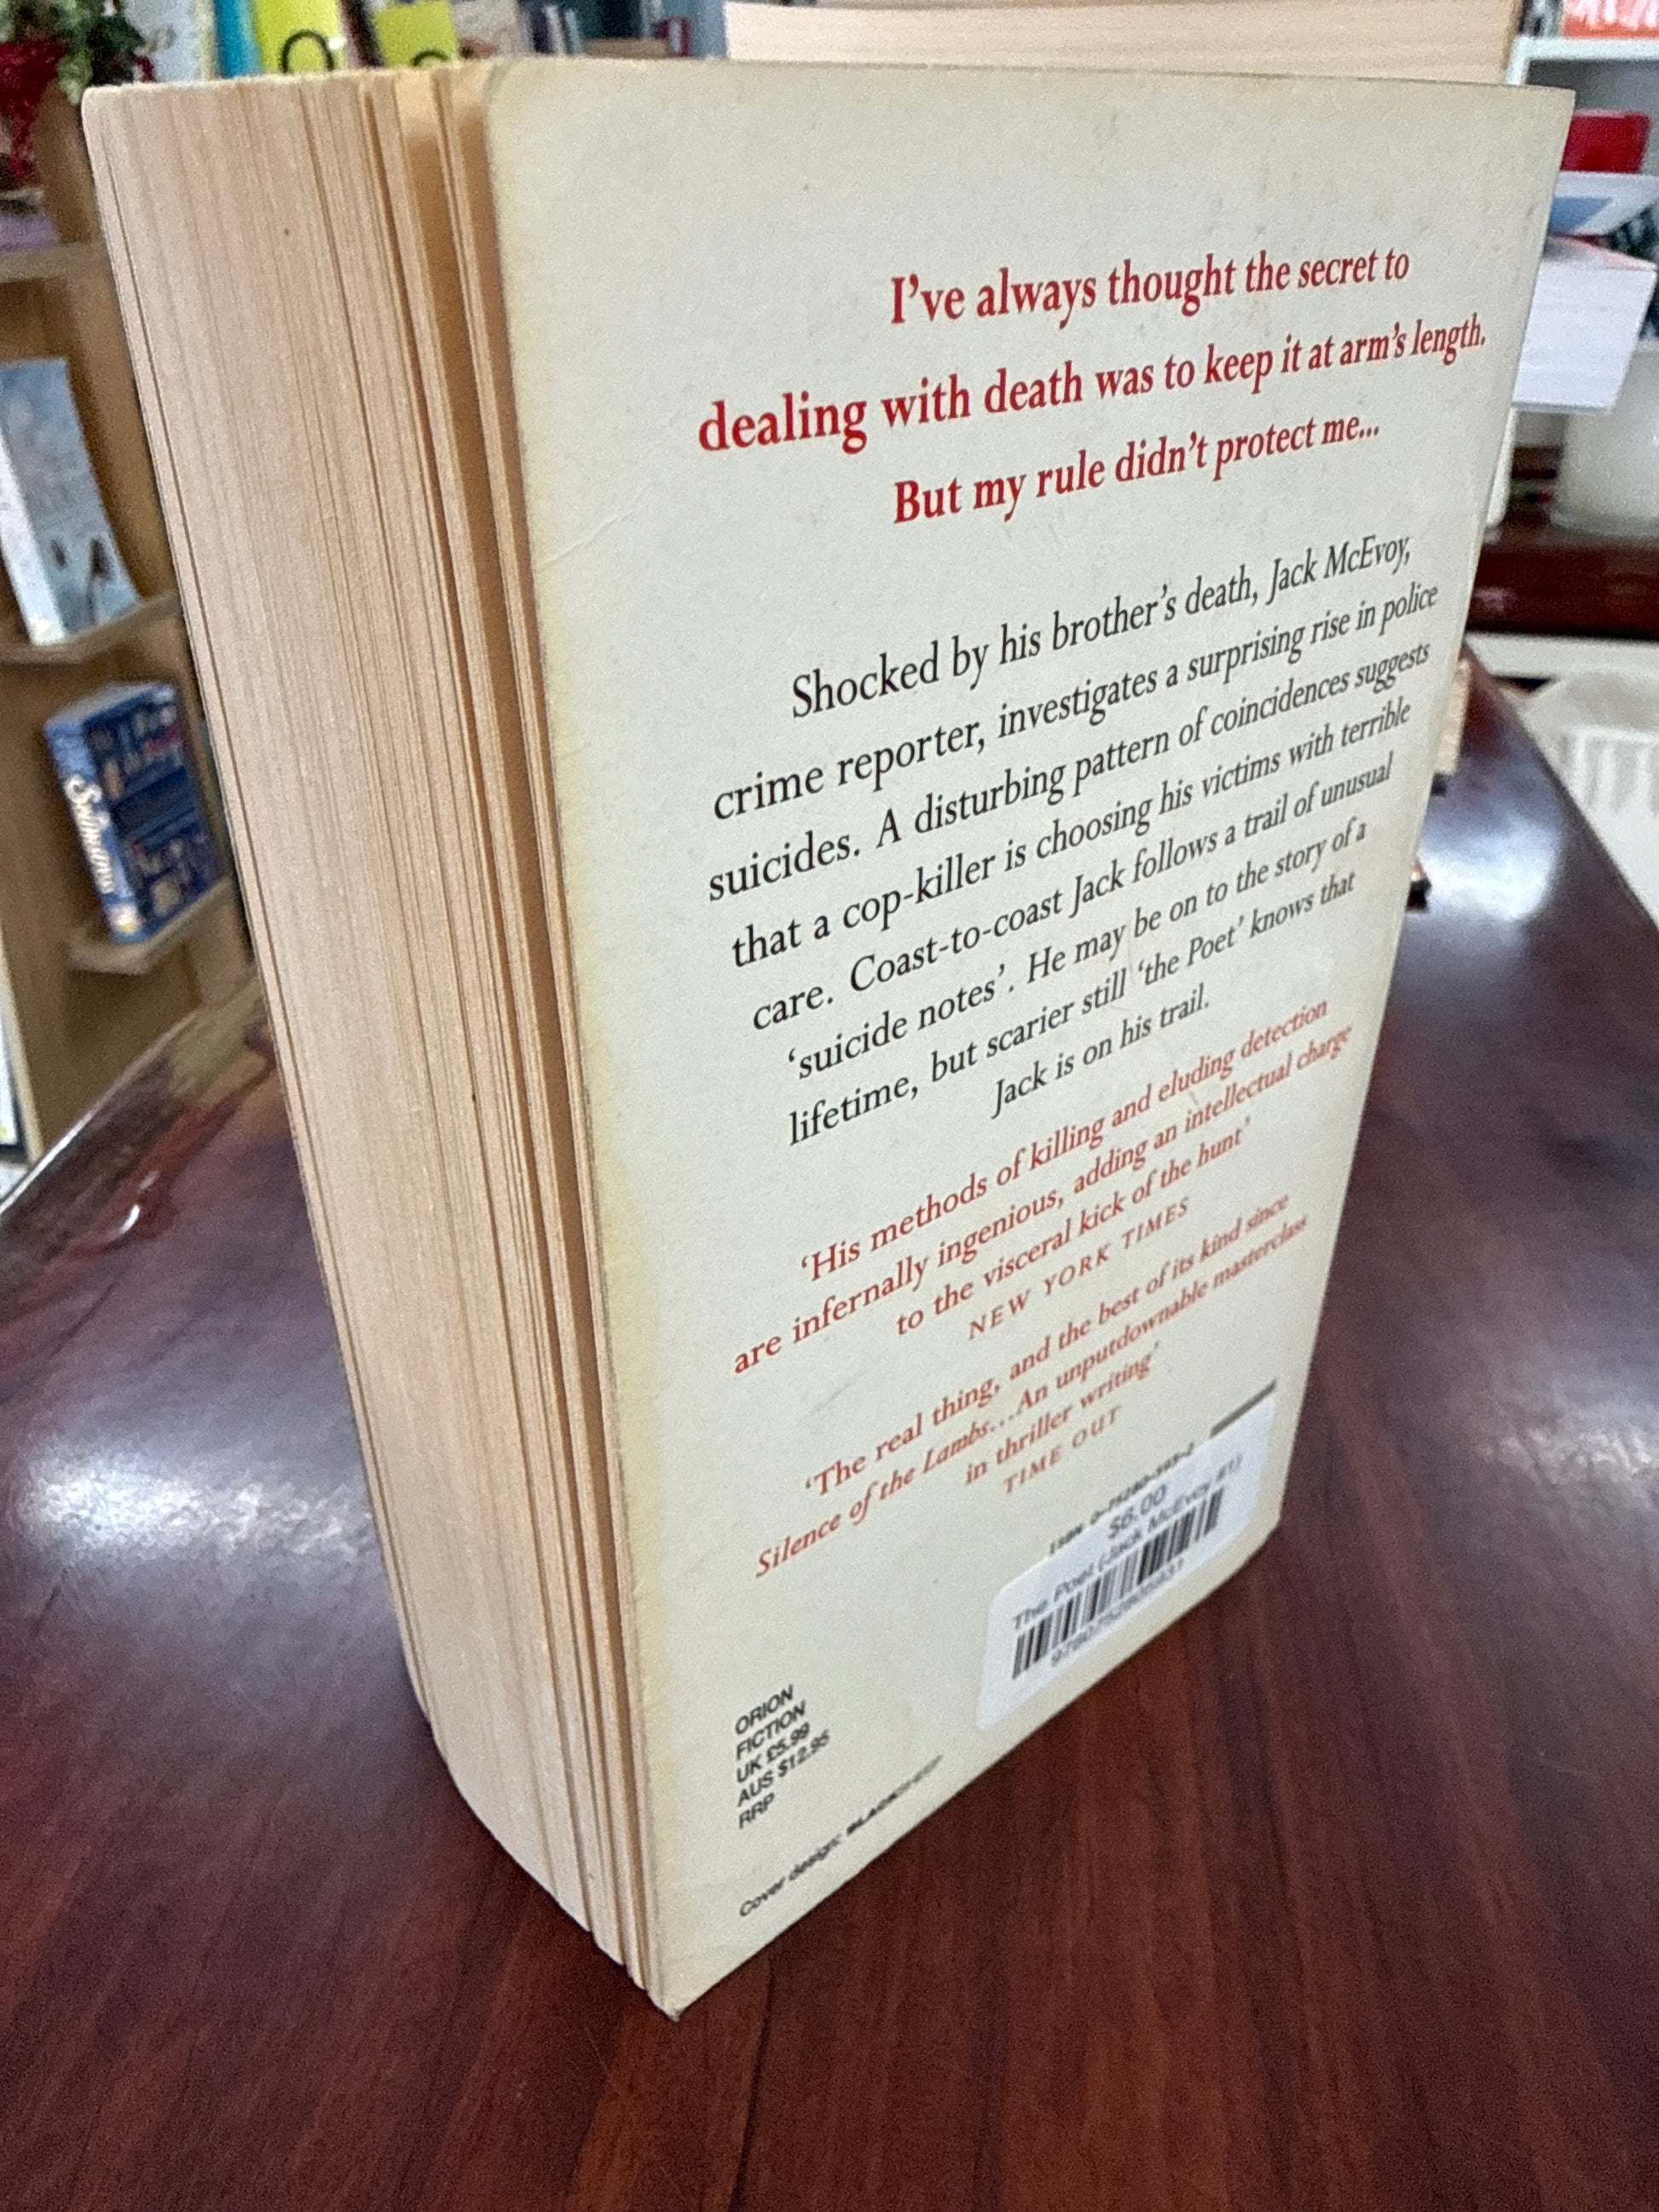 I've always thought the secret to
dealing with death was to keep it at arm's length.
But my rule didn't protect me...
Shocked by his brother's death, Jack McEvoy,
crime reporter, investigates a surprising rise in police
suicides. A disturbing pattern of coincidences suggests
that a cop-killer is choosing his victims with terrible
care. Coast-to-coast Jack follows a trail of unusual
‘suicide notes’. He may be on to the story of a
lifetime, but scarier still ‘the Poet’ knows that
Jack is on his trail.
‘His methods of killing and eluding detection
are infernally ingenious, adding an intellectual charge
to the visceral kick of the hunt’
NEW YORK TIMES
‘The real thing, and the best of its kind since
Silence of the Lambs...An unputdownable masterclass
in thriller writing’
TIME OUT
ISBN
$6.00
The Poet (Jack McEvoy #1)
ORION
FICTION
UK £5.99
AUS $12.95
RRP
Cover design: BLACKSHEEP